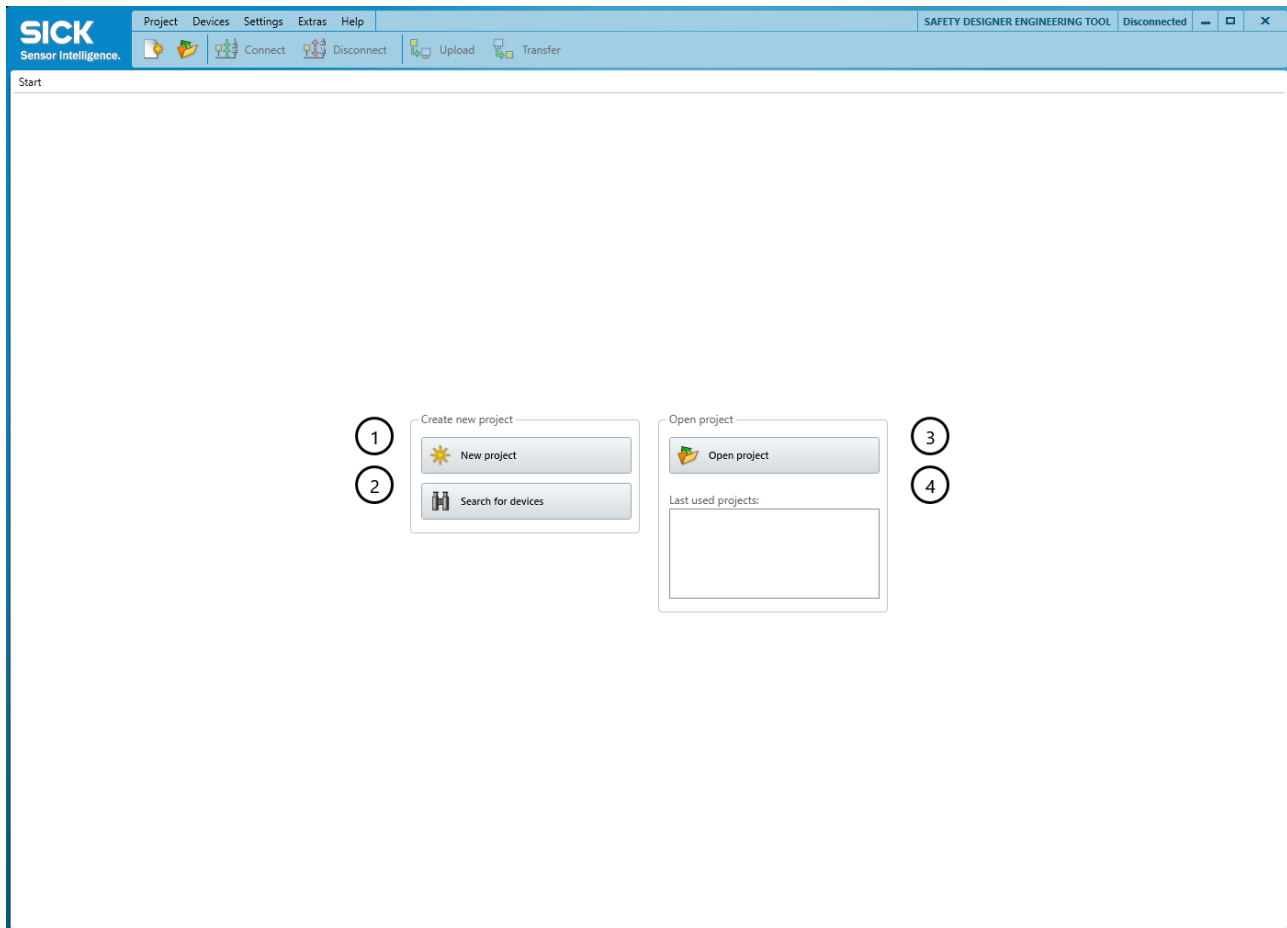 SICK
Sensor Intelligence.
Project Devices Settings Extras Help
SAFETY DESIGNER ENGINEERING TOOL Disconnected
Connect Disconnect Upload Transfer
Start
Create new project
1
New project
2
Search for devices
Open project
3
Open project
4
Last used projects: